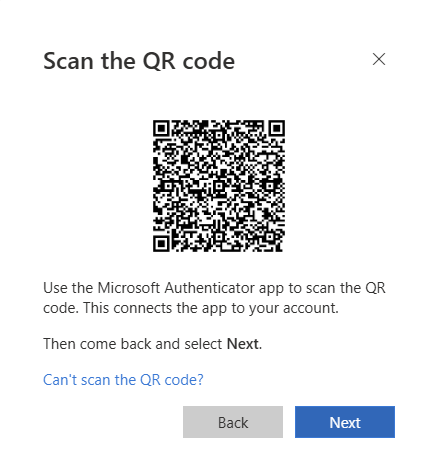 Scan the QR code
Use the Microsoft Authenticator app to scan the QR
code. This connects the app to your account.
Then come back and select Next.
Can't scan the QR code?
Back
Next